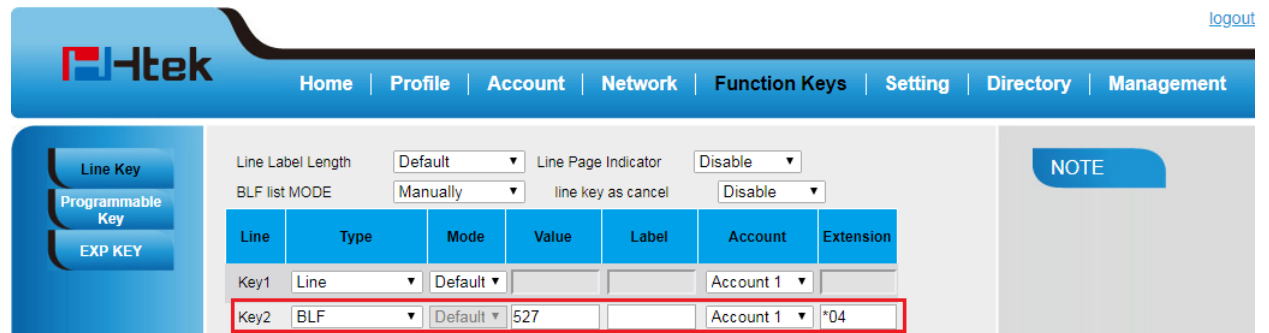 logout
Htek
Home | Profile | Account | Network | Function Keys | Setting | Directory | Management
Line Key
Programmable
Key
EXP KEY
Line Label Length Default Line Page Indicator Disable
BLF list MODE Manually line key as cancel Disable
Line Type Mode Value Label Account Extension
Key1 Line Default Account 1
Key2 BLF Default 527 Account 1 *04
NOTE